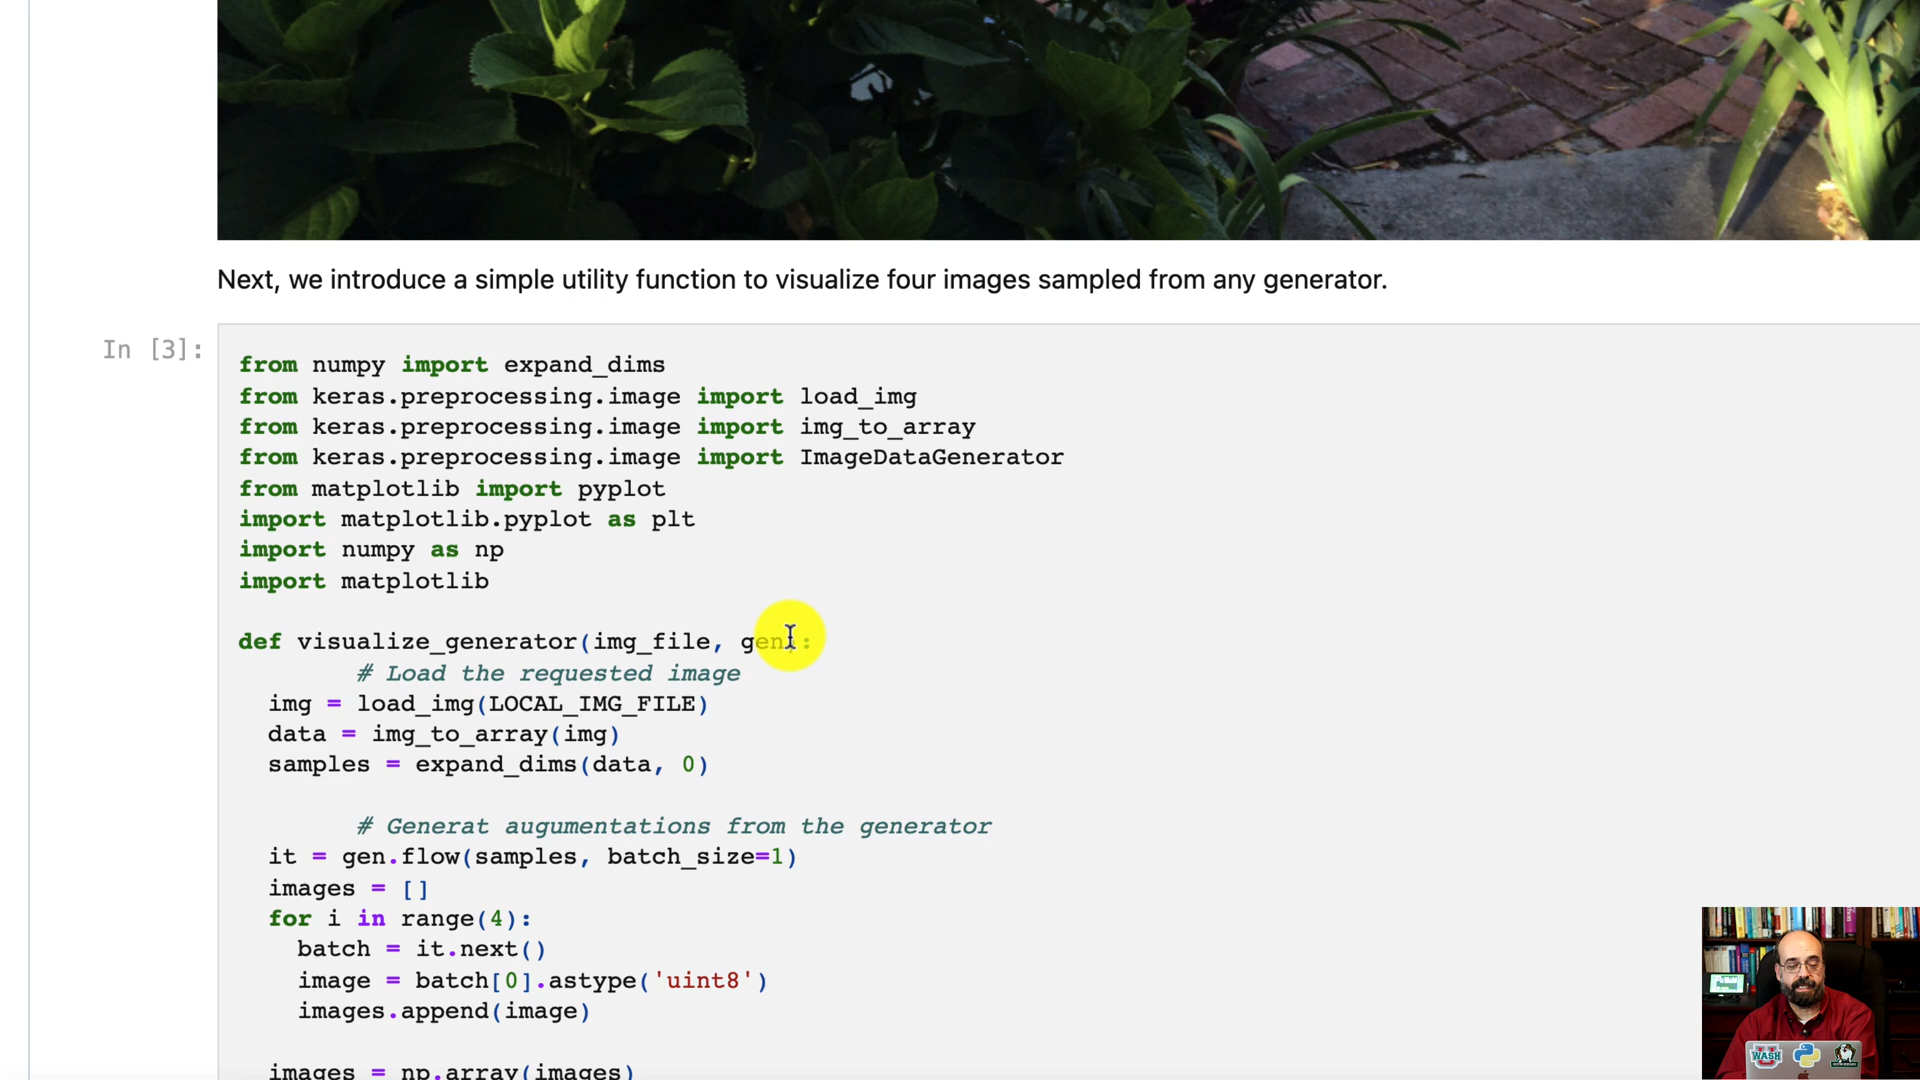 Next, we introduce a simple utility function to visualize four images sampled from any generator.
In [3]:
from numpy import expand_dims
from keras.preprocessing.image import load_img
from keras.preprocessing.image import img_to_array
from keras.preprocessing.image import ImageDataGenerator
from matplotlib import pyplot
import matplotlib.pyplot as plt
import numpy as np
import matplotlib

def visualize_generator(img_file, gen):
        # Load the requested image
  img = load_img(LOCAL_IMG_FILE)
  data = img_to_array(img)
  samples = expand_dims(data, 0)

        # Generat augumentations from the generator
  it = gen.flow(samples, batch_size=1)
  images = []
  for i in range(4):
    batch = it.next()
    image = batch[0].astype('uint8')
    images.append(image)

  images = np.array(images)
WASH